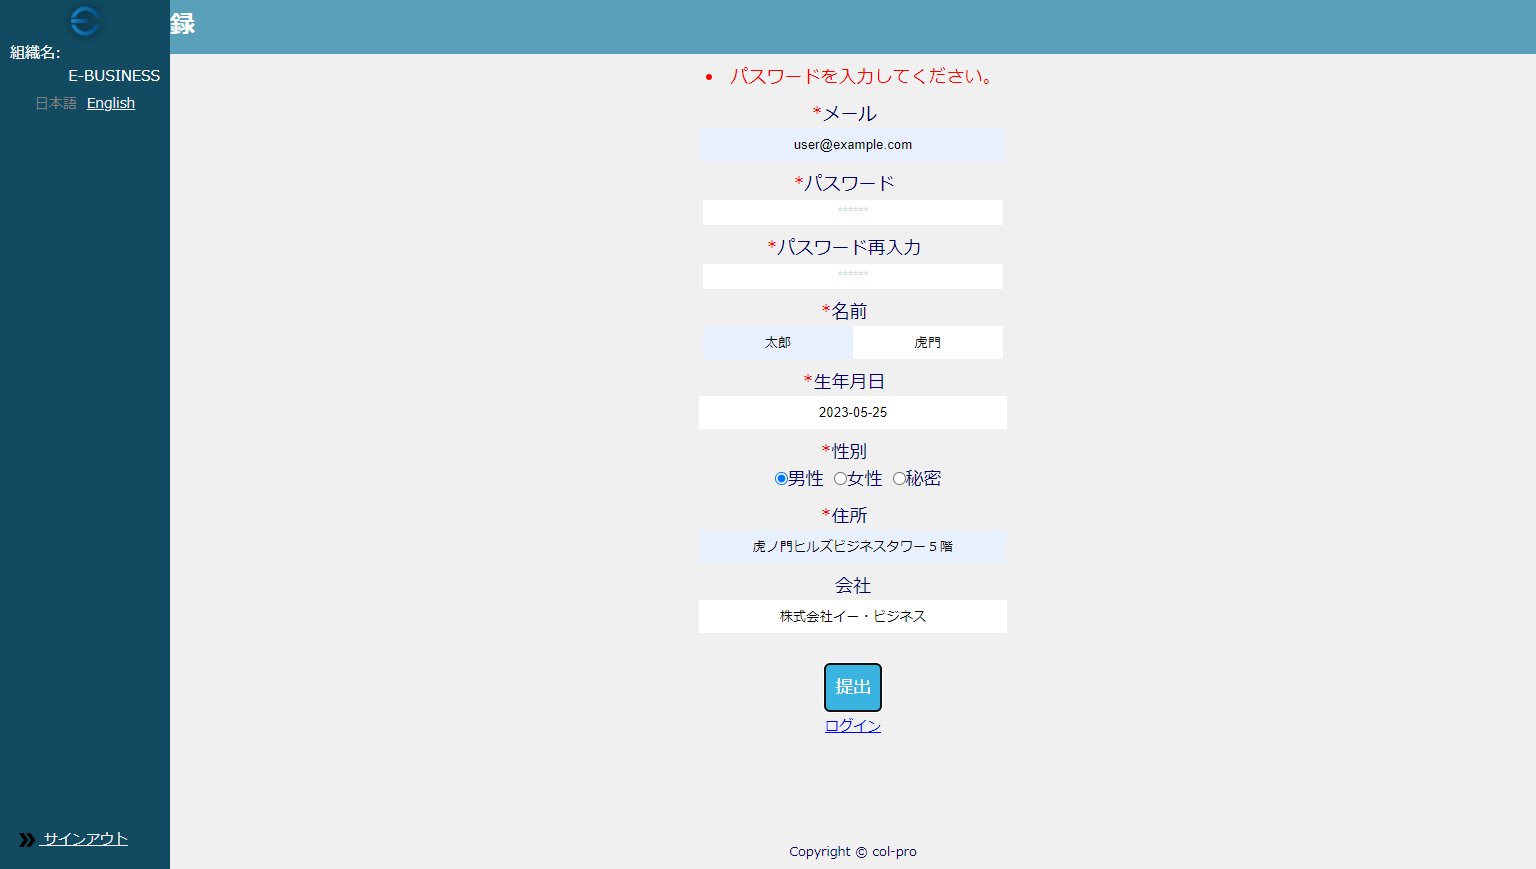 録
組織名:
E-BUSINESS
日本語 English
• パスワードを入力してください。
*メール
user@example.com
*パスワード
******
*パスワード再入力
******
*名前
太郎 虎門
*生年月日
2023-05-25
*性別
男性 女性 秘密
*住所
虎ノ門ヒルズビジネスタワー５階
会社
株式会社イー・ビジネス
提出
ログイン
サインアウト
Copyright © col-pro